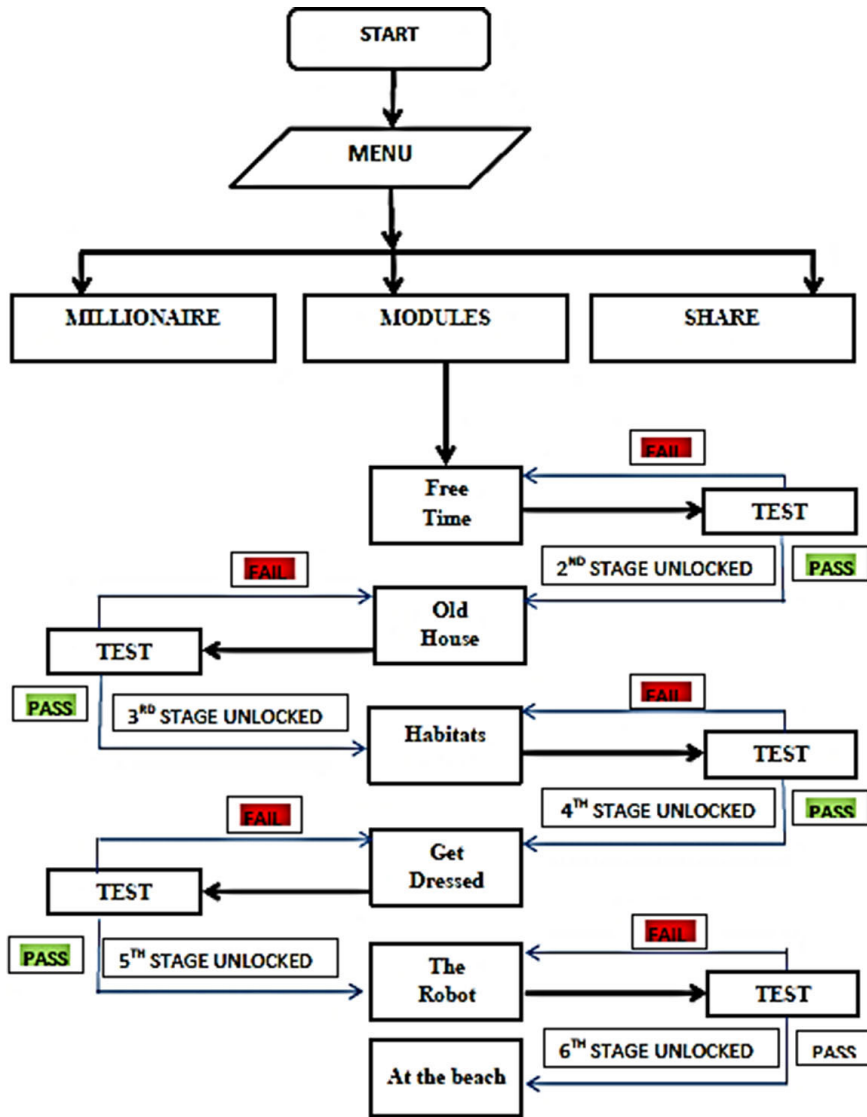 START
MENU
MILLIONAIRE
MODULES
SHARE
FAIL
Free
Time
TEST
2ND STAGE UNLOCKED
PASS
FAIL
Old
House
TEST
PASS
3RD STAGE UNLOCKED
FAIL
Habitats
TEST
4TH STAGE UNLOCKED
PASS
FAIL
Get
Dressed
TEST
PASS
5TH STAGE UNLOCKED
FAIL
The
Robot
TEST
6TH STAGE UNLOCKED
PASS
At the beach